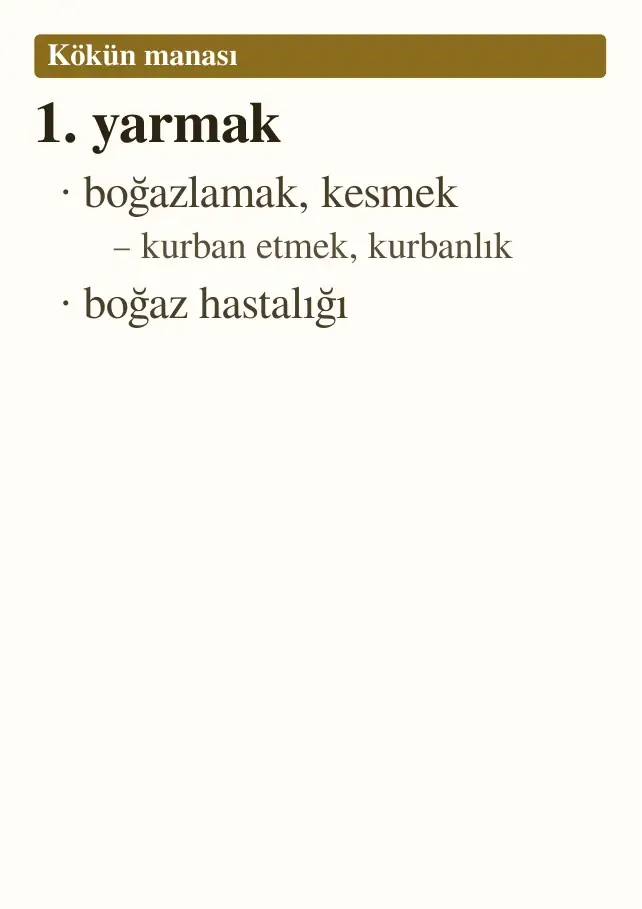 Kökün manası
1. yarmak
· boğazlamak, kesmek
– kurban etmek, kurbanlık
· boğaz hastalığı